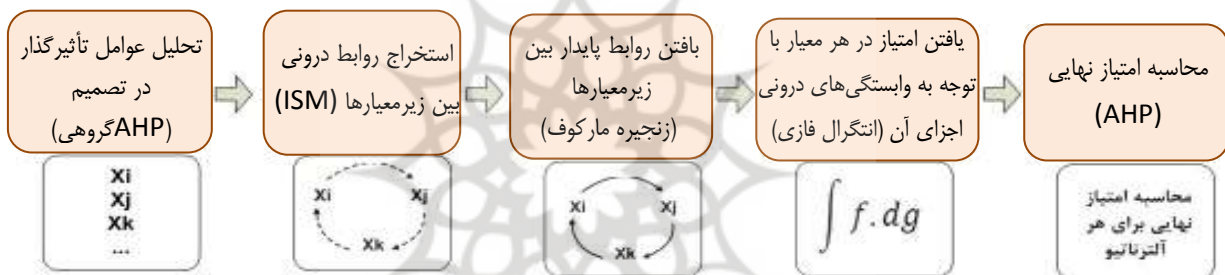 تحلیل عوامل تأثیرگذار
در تصمیم
(AHPگروهی)
استخراج روابط درونی
بین زیرمعیارها (ISM)
بافتن روابط پایدار بین
زیرمعیارها
(زنجیره مارکوف)
یافتن امتیاز در هر معیار با
توجه به وابستگی‌های درونی
اجزای آن (انتگرال فازی)
محاسبه امتیاز نهایی
(AHP)
Xi
Xj
Xk
...
Xi
Xj
Xk
Xi
Xj
Xk
∫ f.dg
محاسبه امتیاز
نهایی برای هر
آلترناتیو